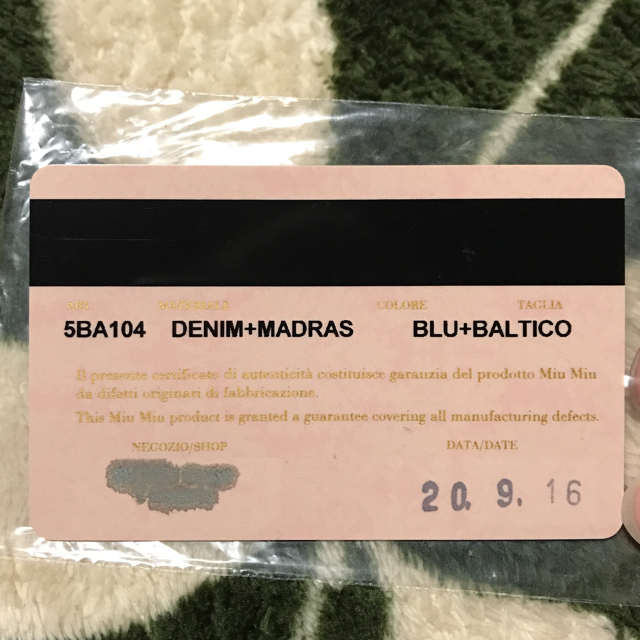 ART. MATERIALE COLORE TAGLIA
5BA104 DENIM+MADRAS BLU+BALTICO
Il presente certificato di autenticità costituisce garanzia del prodotto Miu Miu
da difetti originari di fabbricazione.
This Miu Miu product is granted a guarantee covering all manufacturing defects.
NEGOZIO/SHOP DATA/DATE
20. 9. 16